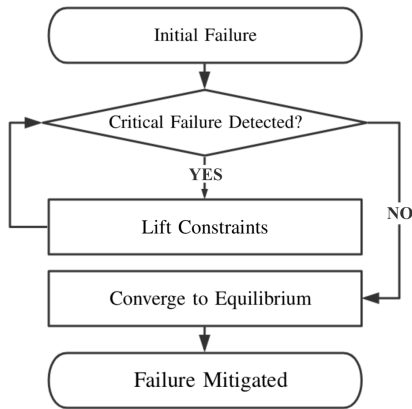 Initial Failure
Critical Failure Detected?
YES
Lift Constraints
NO
Converge to Equilibrium
Failure Mitigated